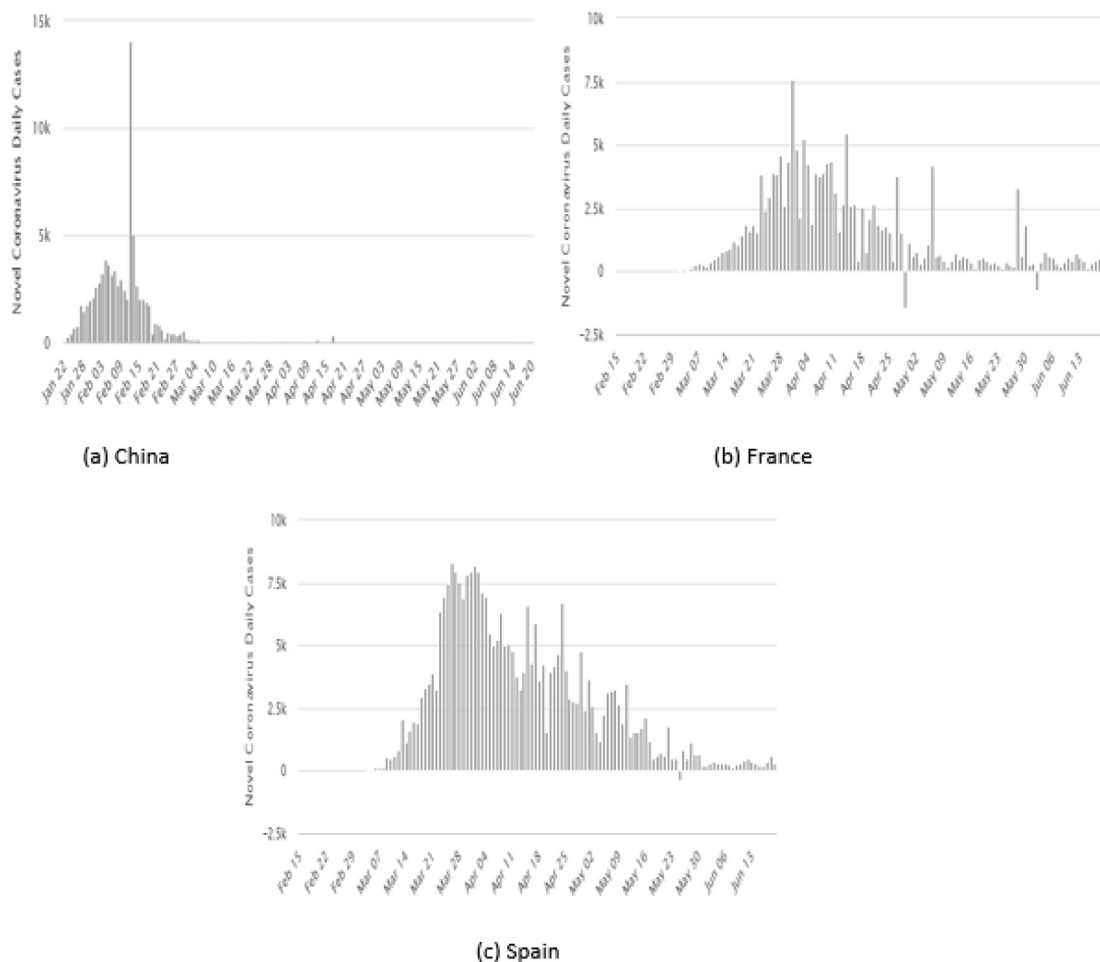 15k
10k
5k
0
Novel Coronavirus Daily Cases
Jan 22
Jan 28
Feb 03
Feb 09
Feb 15
Feb 21
Feb 27
Mar 04
Mar 10
Mar 16
Mar 22
Mar 28
Apr 03
Apr 09
Apr 15
Apr 21
Apr 27
May 03
May 09
May 15
May 21
May 27
Jun 02
Jun 08
Jun 14
Jun 20
(a) China
10k
7.5k
5k
2.5k
0
-2.5k
Novel Coronavirus Daily Cases
Feb 15
Feb 22
Feb 29
Mar 07
Mar 14
Mar 21
Mar 28
Apr 04
Apr 11
Apr 18
Apr 25
May 02
May 09
May 16
May 23
May 30
Jun 06
Jun 13
(b) France
10k
7.5k
5k
2.5k
0
-2.5k
Novel Coronavirus Daily Cases
Feb 15
Feb 22
Feb 29
Mar 07
Mar 14
Mar 21
Mar 28
Apr 04
Apr 11
Apr 18
Apr 25
May 02
May 09
May 16
May 23
May 30
Jun 06
Jun 13
(c) Spain